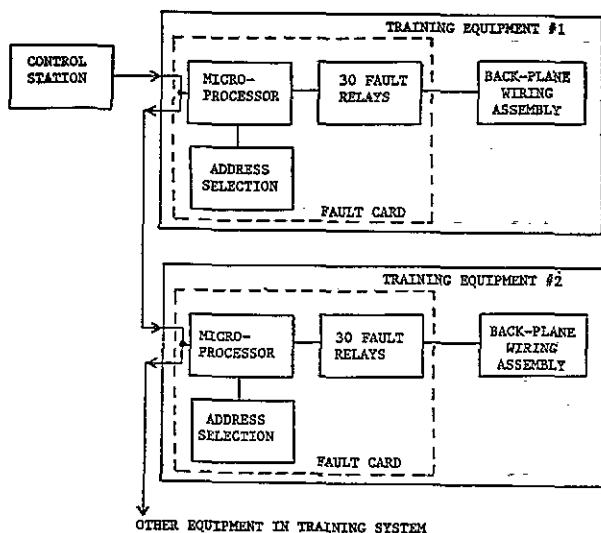 TRAINING EQUIPMENT #1
CONTROL
STATION
MICRO-
PROCESSOR
30 FAULT
RELAYS
BACK-PLANE
WIRING
ASSEMBLY
ADDRESS
SELECTION
FAULT CARD
TRAINING EQUIPMENT #2
MICRO-
PROCESSOR
30 FAULT
RELAYS
BACK-PLANE
WIRING
ASSEMBLY
ADDRESS
SELECTION
FAULT CARD
OTHER EQUIPMENT IN TRAINING SYSTEM